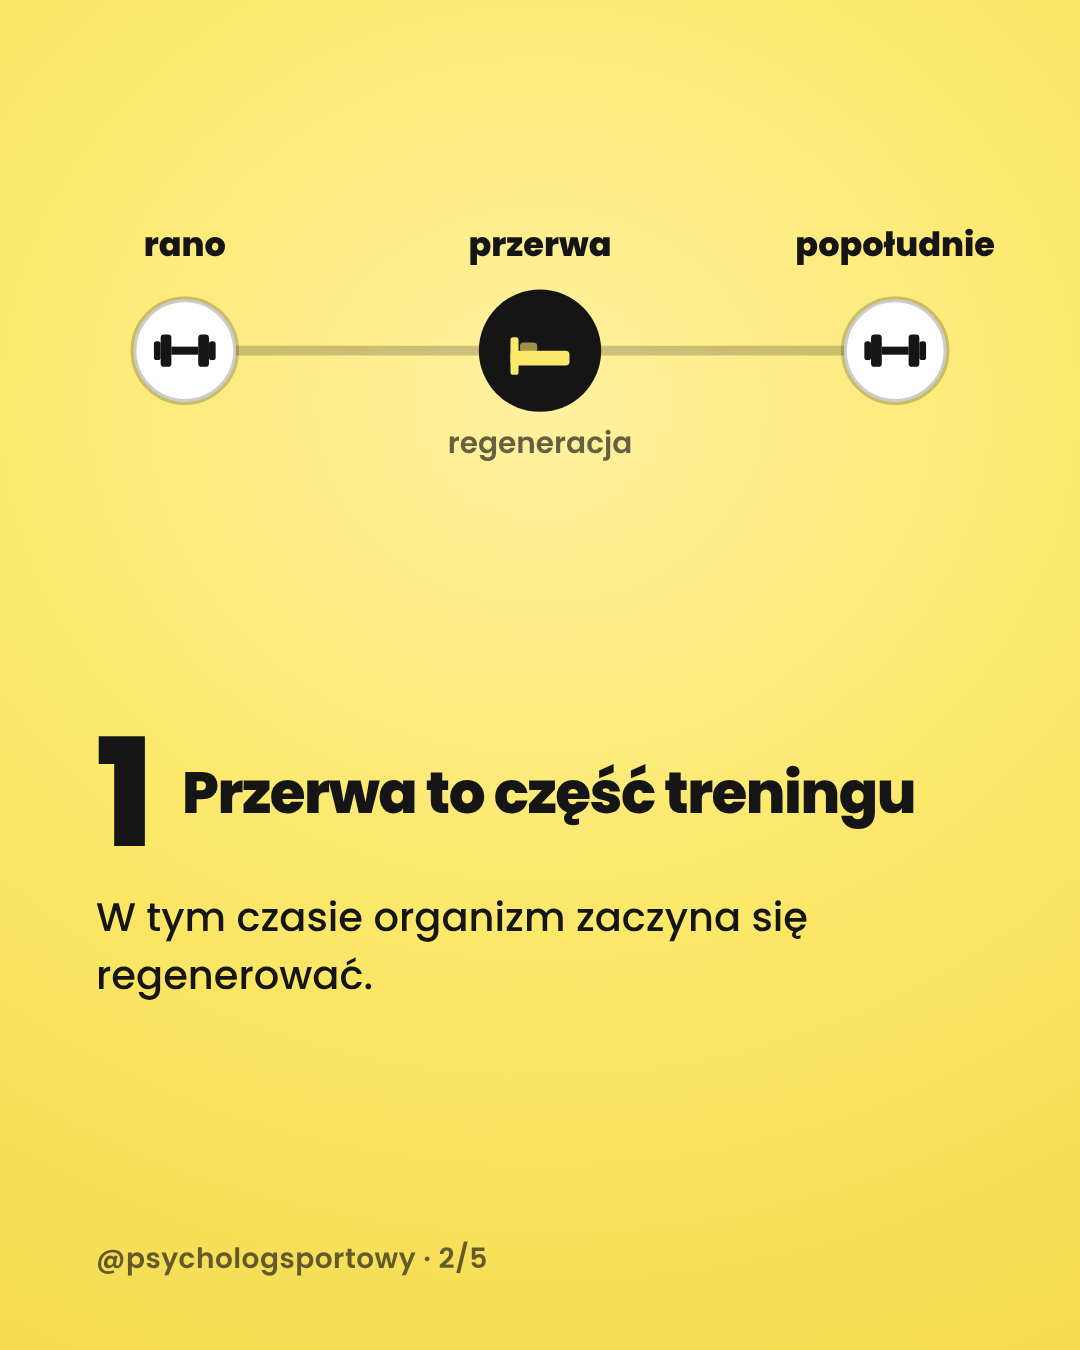 rano
przerwa
popołudnie
regeneracja
1
Przerwa to część treningu
W tym czasie organizm zaczyna się
regenerować.
@psychologsportowy · 2/5